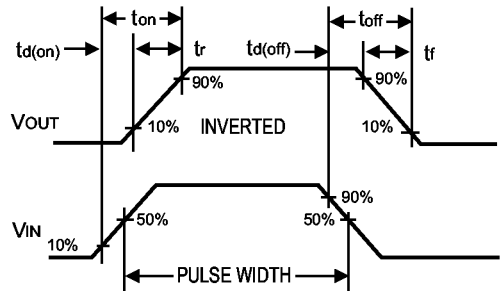 ton toff
td(on) tr td(off) tf
90% 90%
VOUT 10% INVERTED 10%
90%
VIN 50% 50%
10%
PULSE WIDTH